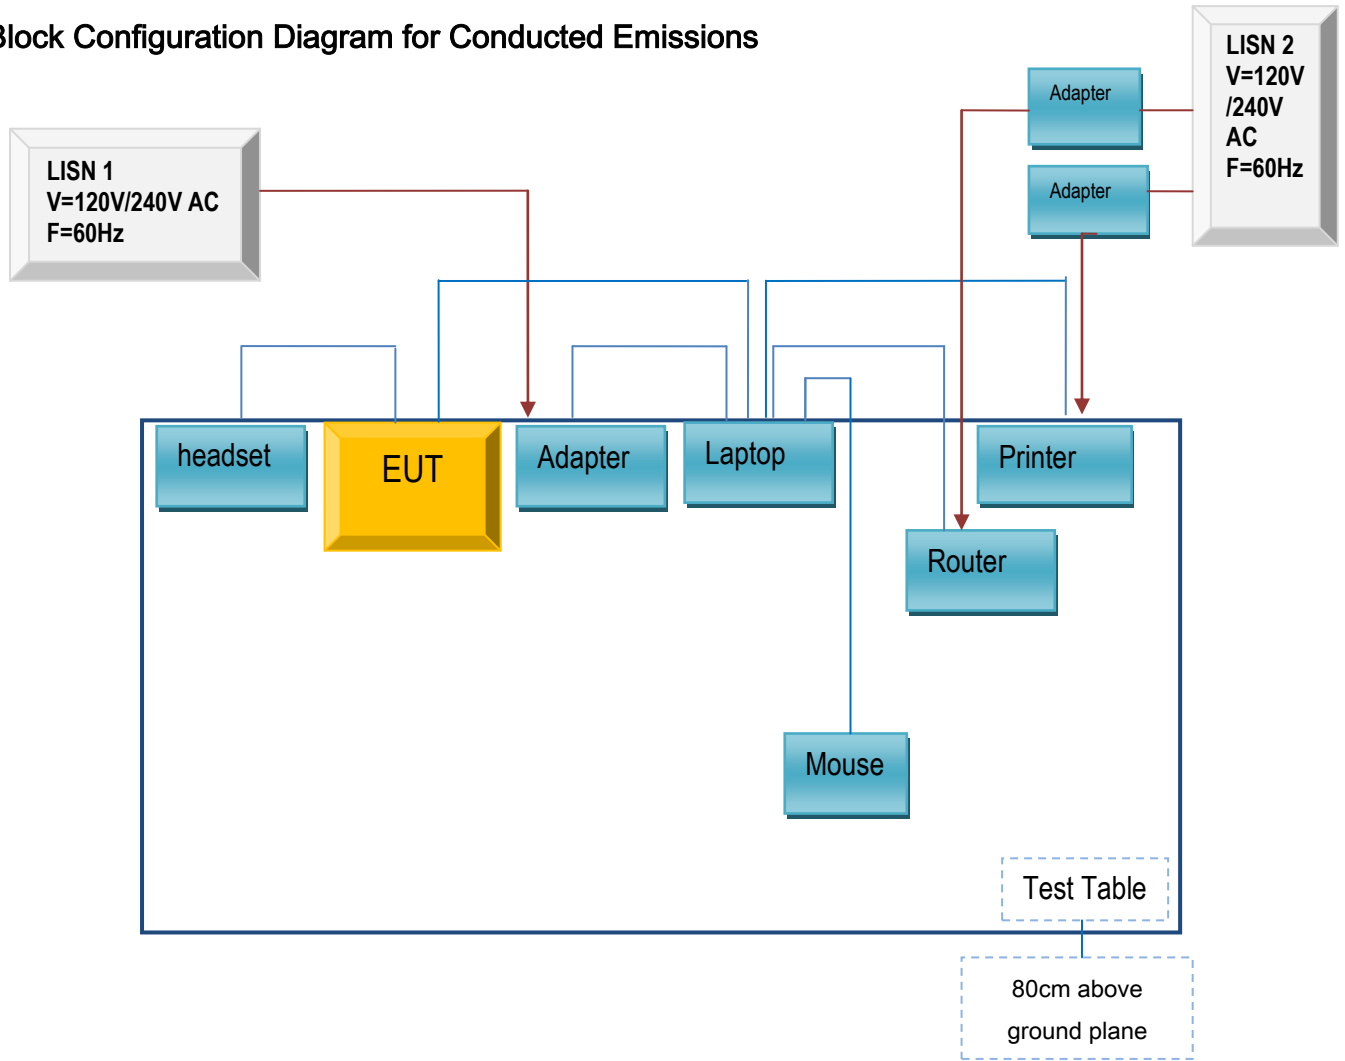 Block Configuration Diagram for Conducted Emissions
LISN 2
V=120V
/240V
AC
F=60Hz
Adapter
Adapter
LISN 1
V=120V/240V AC
F=60Hz
headset
EUT
Adapter
Laptop
Printer
Router
Mouse
Test Table
80cm above
ground plane